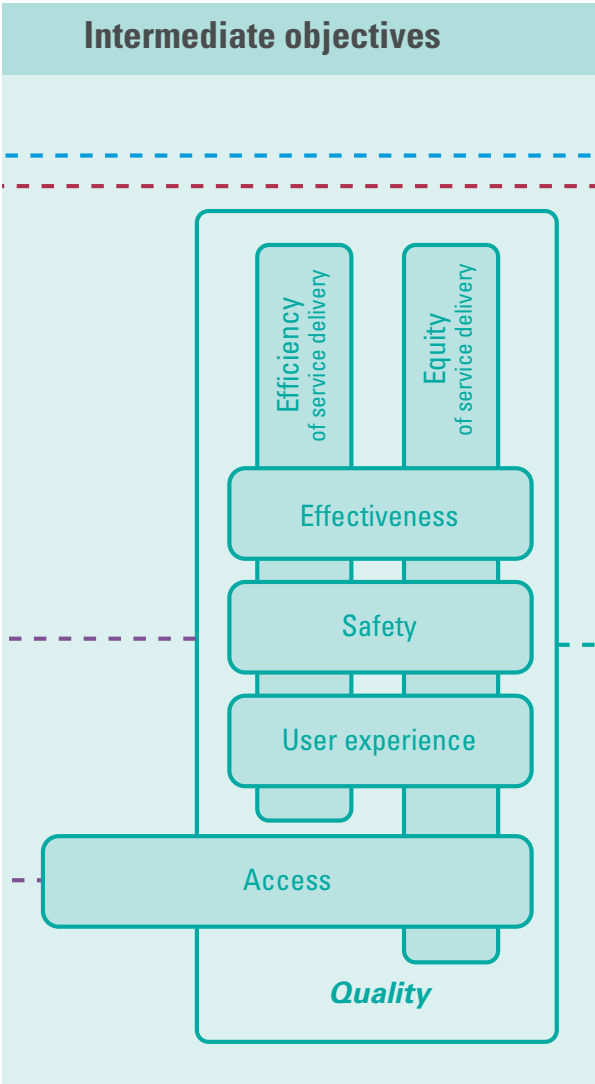 Intermediate objectives
Efficiency
of service delivery
Equity
of service delivery
Effectiveness
Safety
User experience
Access
Quality